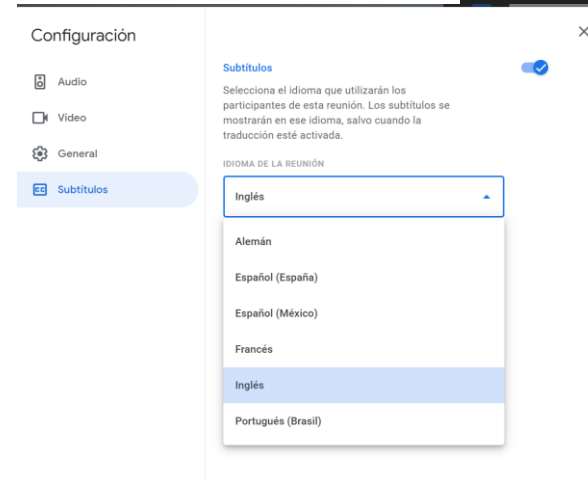 Configuración
Audio
Vídeo
General
Subtítulos
Subtítulos
Selecciona el idioma que utilizarán los
participantes de esta reunión. Los subtítulos se
mostrarán en ese idioma, salvo cuando la
traducción esté activada.
IDIOMA DE LA REUNIÓN
Inglés
Alemán
Español (España)
Español (México)
Francés
Inglés
Portugués (Brasil)